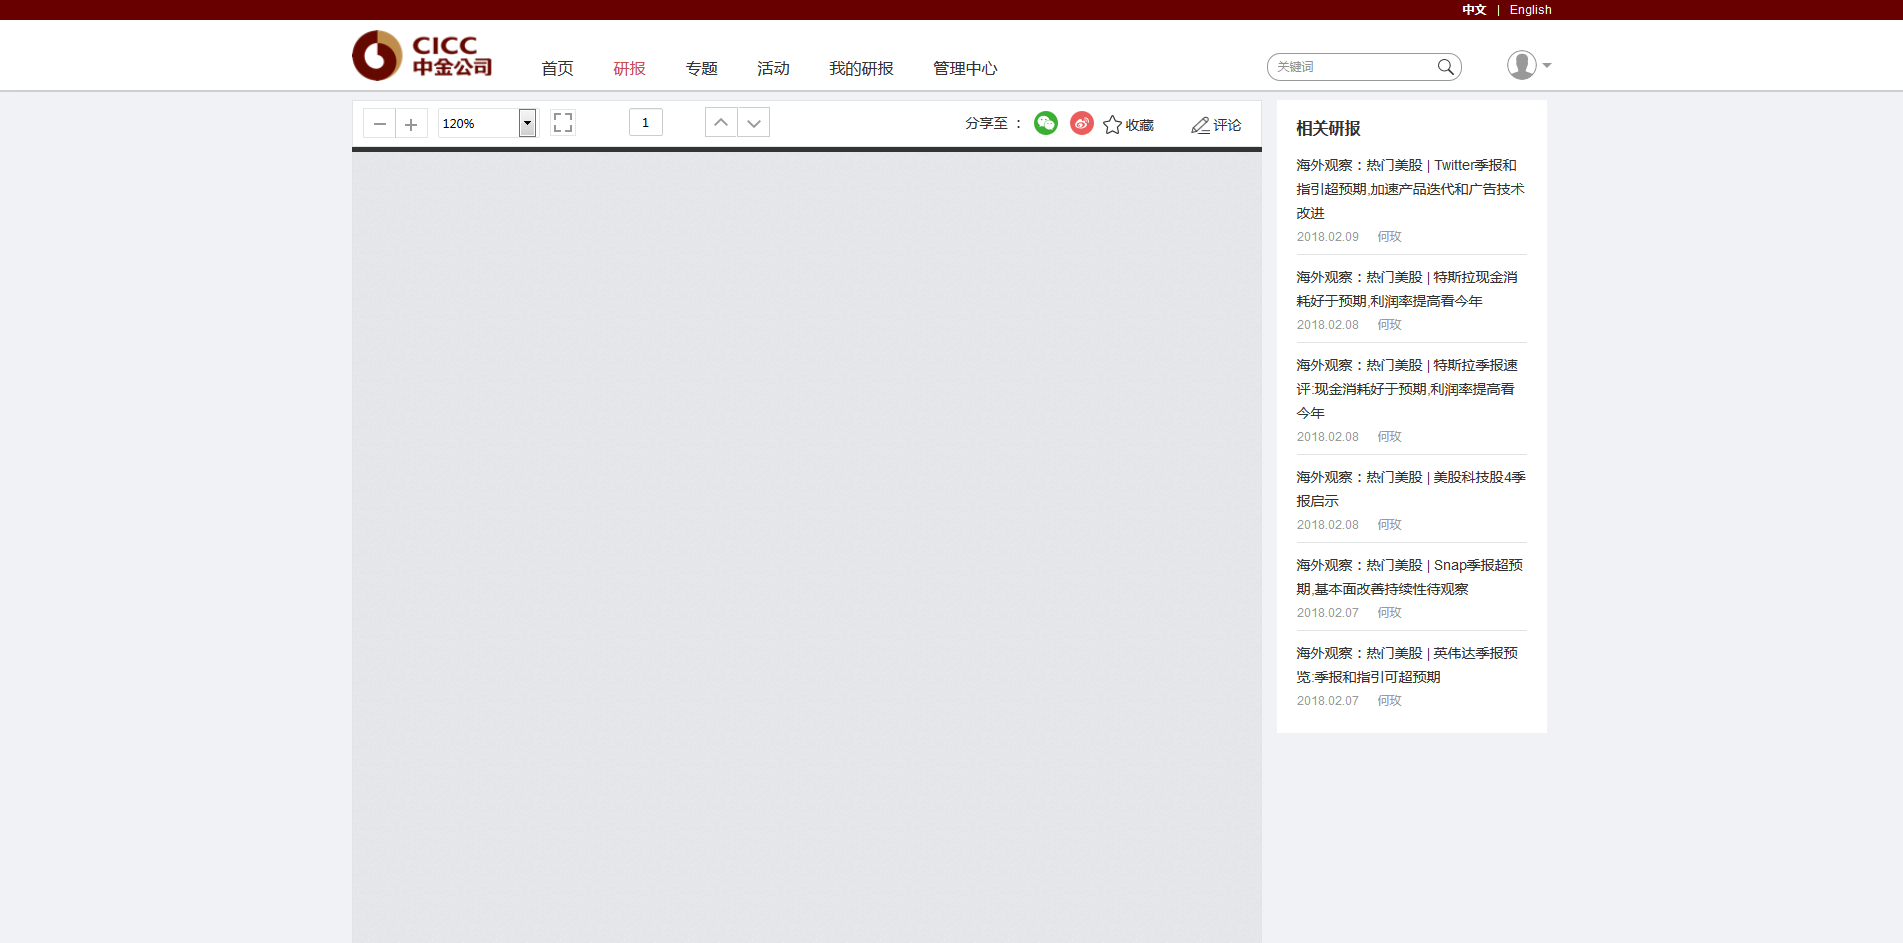 中文 | English
CICC
中金公司
首页 研报 专题 活动 我的研报 管理中心
关键词
120%
1
分享至 :
收藏
评论
相关研报
海外观察：热门美股 | Twitter季报和
指引超预期,加速产品迭代和广告技术
改进
2018.02.09 何玫
海外观察：热门美股 | 特斯拉现金消
耗好于预期,利润率提高看今年
2018.02.08 何玫
海外观察：热门美股 | 特斯拉季报速
评:现金消耗好于预期,利润率提高看
今年
2018.02.08 何玫
海外观察：热门美股 | 美股科技股4季
报启示
2018.02.08 何玫
海外观察：热门美股 | Snap季报超预
期,基本面改善持续性待观察
2018.02.07 何玫
海外观察：热门美股 | 英伟达季报预
览:季报和指引可超预期
2018.02.07 何玫